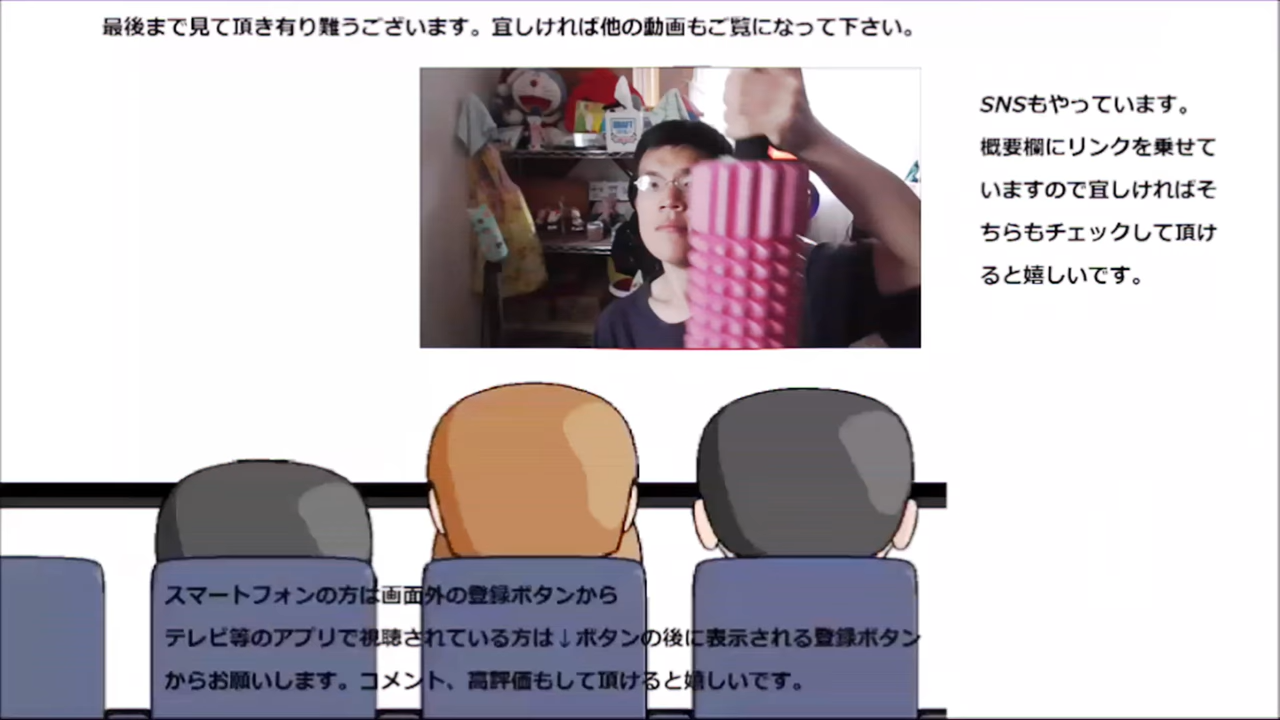 最後まで見て頂き有り難うございます。宜しければ他の動画もご覧になって下さい。
SNSもやっています。
概要欄にリンクを乗せて
いますので宜しければそ
ちらもチェックして頂け
ると嬉しいです。
スマートフォンの方は画面外の登録ボタンから
テレビ等のアプリで視聴されている方は↓ボタンの後に表示される登録ボタン
からお願いします。コメント、高評価もして頂けると嬉しいです。